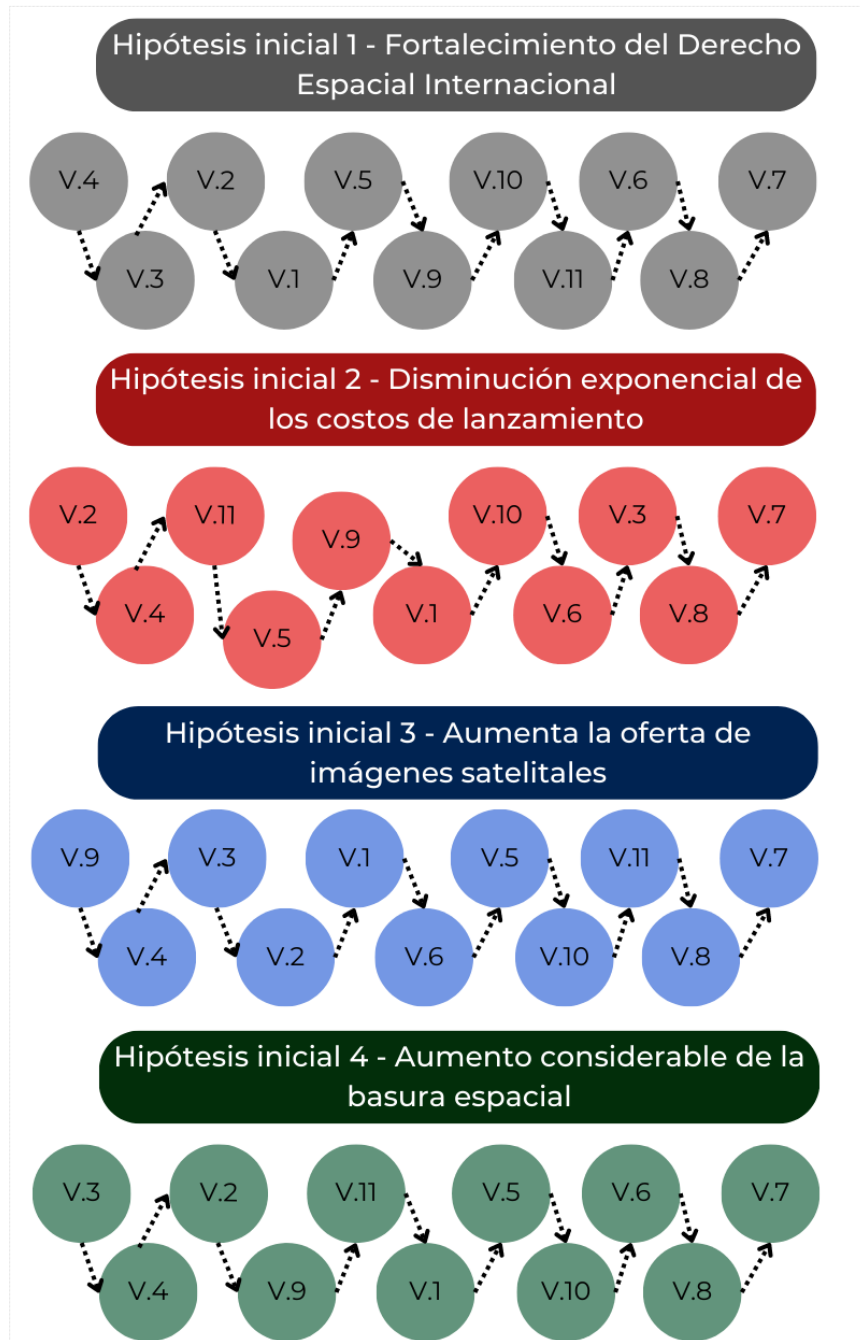 Hipótesis inicial 1 - Fortalecimiento del Derecho
Espacial Internacional
V.4
V.3
V.2
V.1
V.5
V.9
V.10
V.11
V.6
V.8
V.7
Hipótesis inicial 2 - Disminución exponencial de
los costos de lanzamiento
V.2
V.4
V.11
V.5
V.9
V.1
V.10
V.6
V.3
V.8
V.7
Hipótesis inicial 3 - Aumenta la oferta de
imágenes satelitales
V.9
V.4
V.3
V.2
V.1
V.6
V.5
V.10
V.11
V.8
V.7
Hipótesis inicial 4 - Aumento considerable de la
basura espacial
V.3
V.4
V.2
V.9
V.11
V.1
V.5
V.10
V.6
V.8
V.7